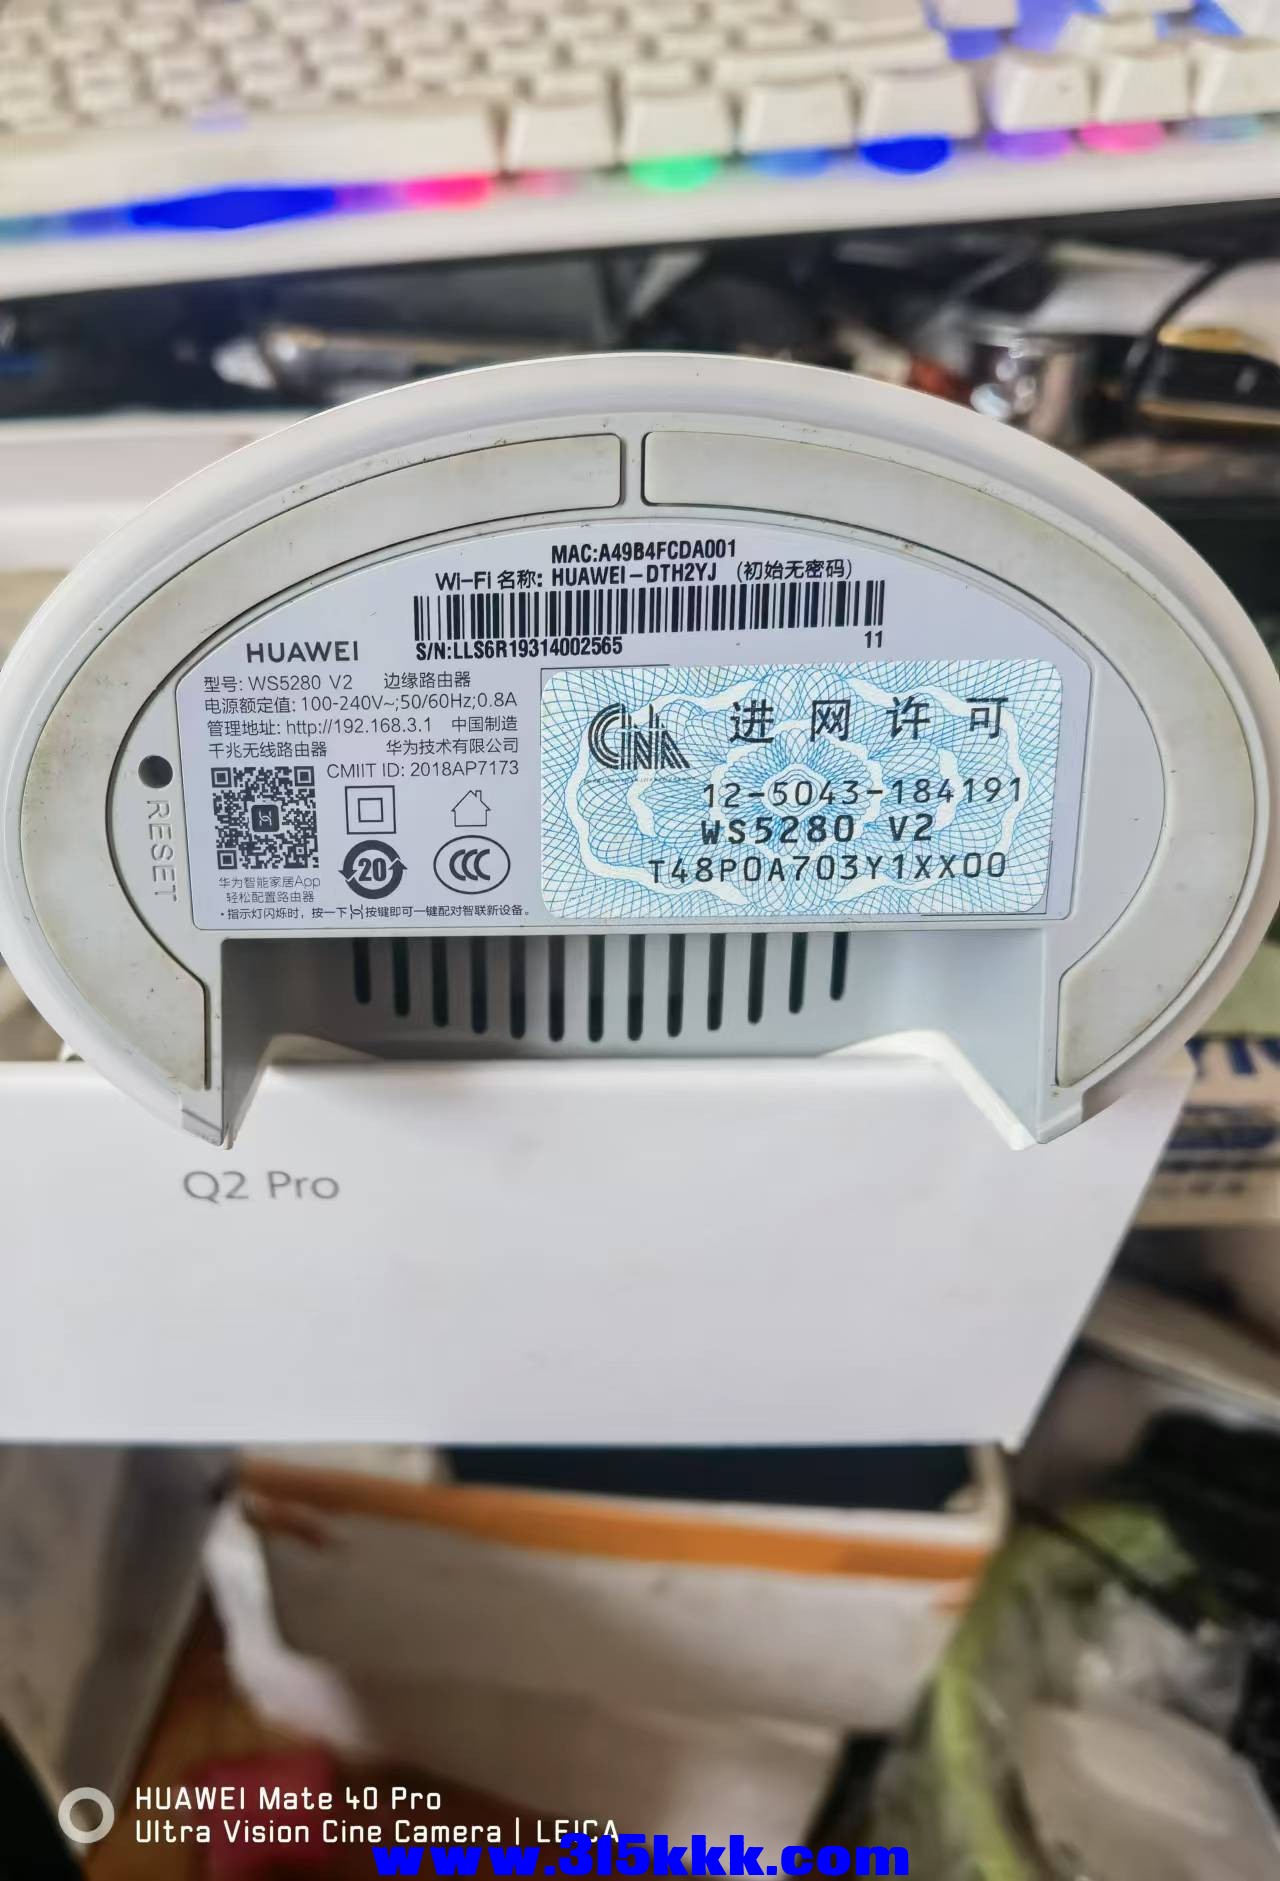 MAC:A49B4FCDA001
Wi-Fi 名称: HUAWEI-DTH2YJ (初始无密码)
S/N:LLS6R19314002565 11
HUAWEI
型号: WS5280 V2 边缘路由器
电源额定值: 100-240V~;50/60Hz;0.8A
管理地址: http://192.168.3.1 中国制造
千兆无线路由器 华为技术有限公司
CMIIT ID: 2018AP7173
20
CCC
华为智能家居App
轻松配置路由器
•指示灯闪烁时，按一下按键即可一键配对智联新设备。
RESET
进网许可
12-5043-184191
WS5280 V2
T48P0A703Y1XX00
Q2 Pro
HUAWEI Mate 40 Pro
Ultra Vision Cine Camera | LEICA
www.315kkk.com